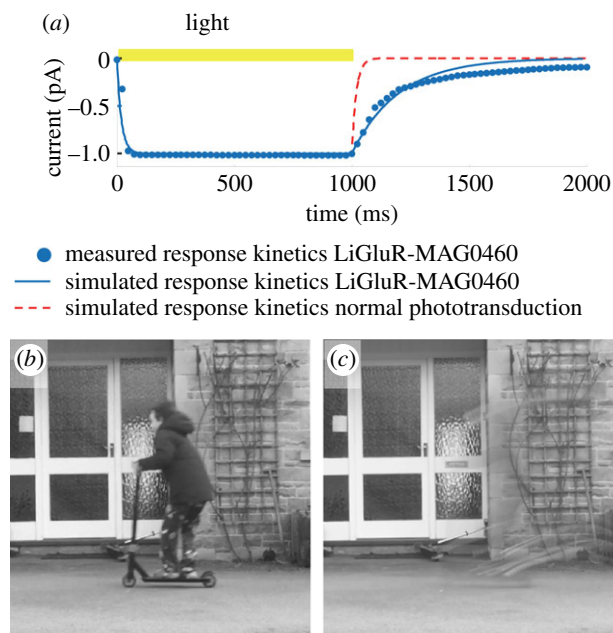 (a) light
0
−0.5
−1.0
current (pA)
0 500 1000 1500 2000
time (ms)
measured response kinetics LiGluR-MAG0460
simulated response kinetics LiGluR-MAG0460
simulated response kinetics normal phototransduction
(b) (c)